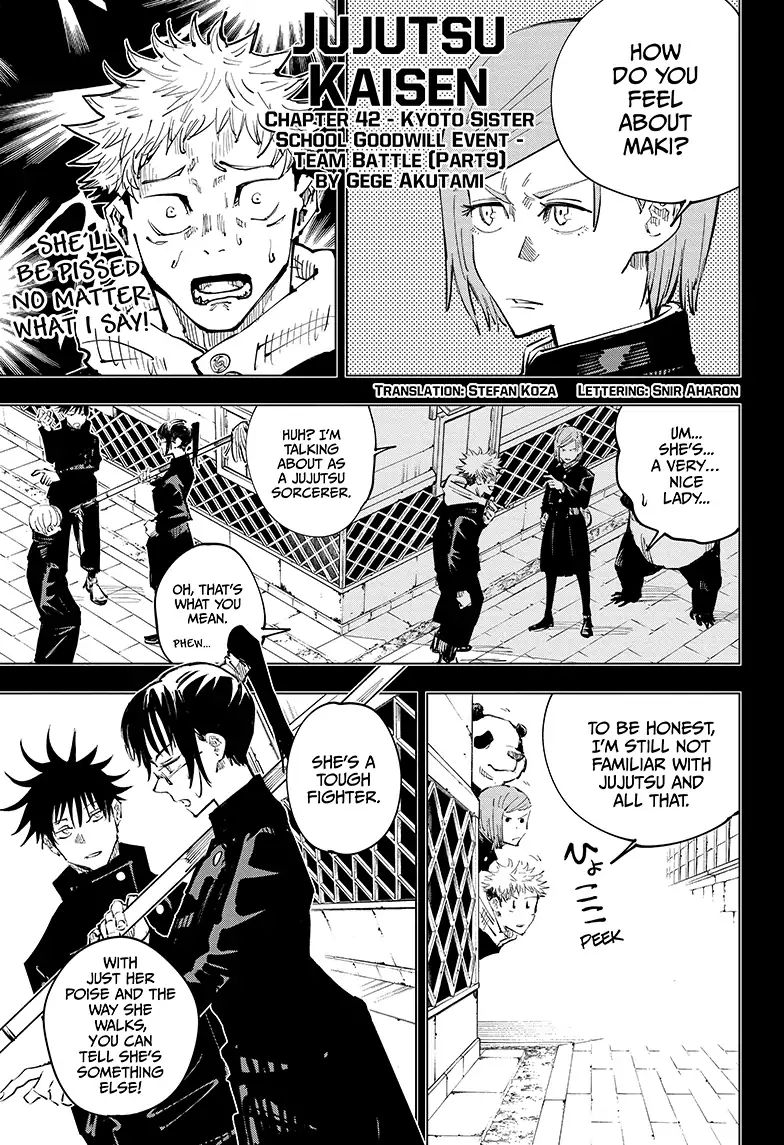 JUJUTSU
KAISEN
CHAPTER 42 - KYOTO SISTER
SCHOOL GOODWILL EVENT -
TEAM BATTLE (PART9)
BY GEGE AKUTAMI
HOW
DO YOU
FEEL
ABOUT
MAKI?
SHE'LL
BE PISSED
NO MATTER
WHAT I SAY!
TRANSLATION: STEFAN KOZA LETTERING: SNIR AHARON
UM...
SHE'S...
A VERY...
NICE
LADY...
HUH? I'M
TALKING
ABOUT AS
A JUJUTSU
SORCERER.
OH, THAT'S
WHAT YOU
MEAN.
PHEW...
TO BE HONEST,
I'M STILL NOT
FAMILIAR WITH
JUJUTSU AND
ALL THAT.
ひょこここ
PEEK
SHE'S A
TOUGH
FIGHTER.
WITH
JUST HER
POISE AND THE
WAY SHE
WALKS,
YOU CAN
TELL SHE'S
SOMETHING
ELSE!